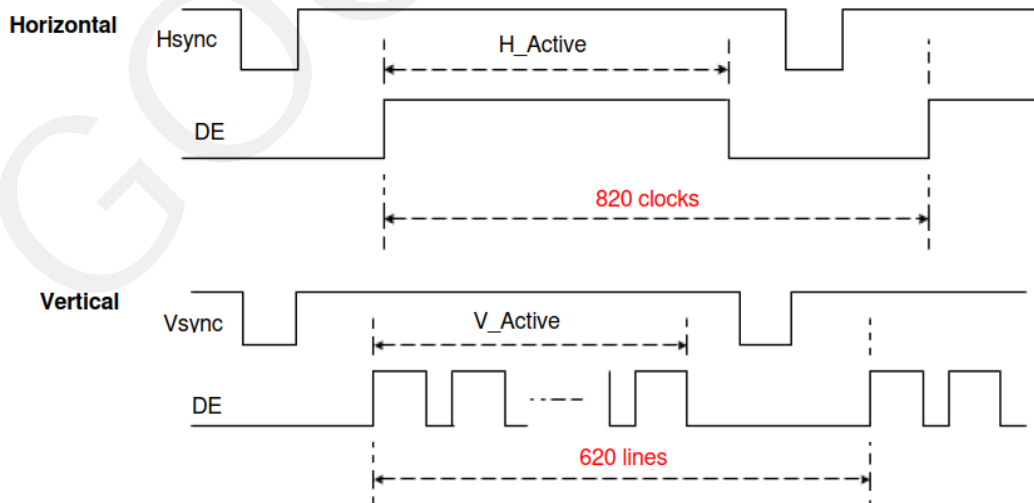 Horizontal
Hsync
H_Active
DE
820 clocks
Vertical
Vsync
V_Active
DE
620 lines